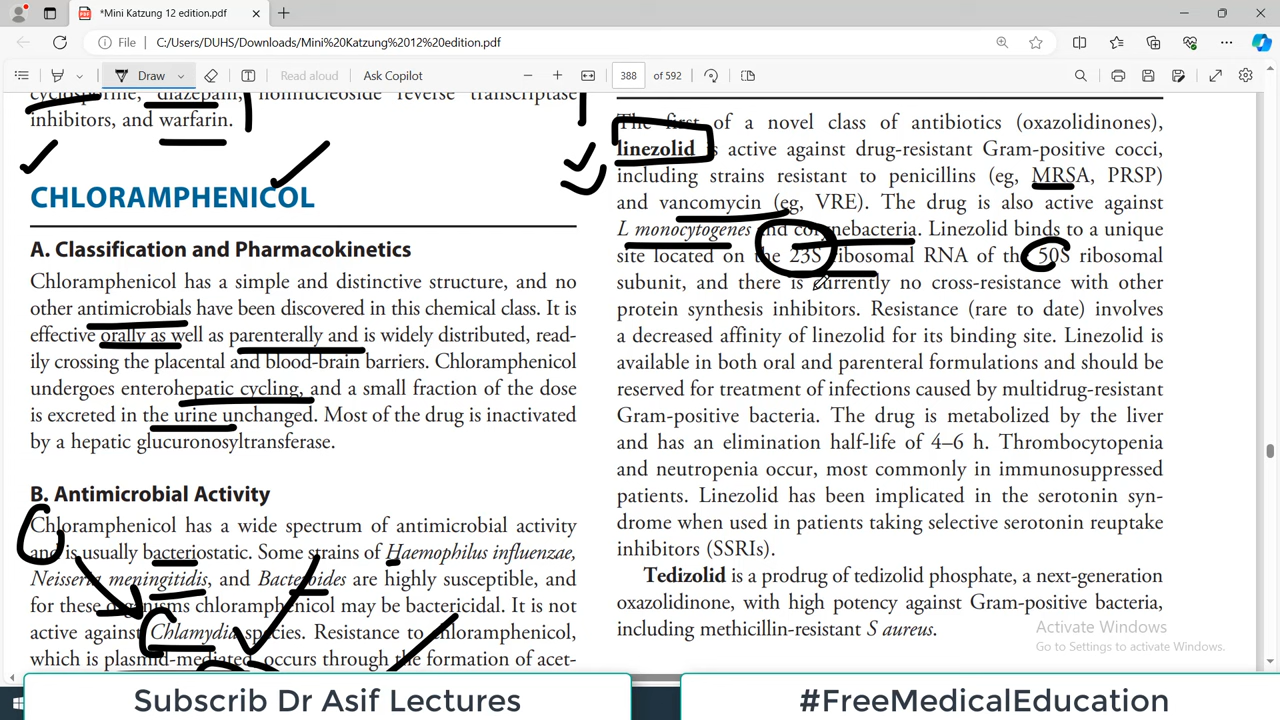 *Mini Katzung 12 edition.pdf
File
C:/Users/DUHS/Downloads/Mini%20Katzung%2012%20edition.pdf
Draw
Read aloud
Ask Copilot
388
of 592
cyclosporine, diazepam, nonnucleoside reverse transcriptase
inhibitors, and warfarin.
CHLORAMPHENICOL
A. Classification and Pharmacokinetics
Chloramphenicol has a simple and distinctive structure, and no
other antimicrobials have been discovered in this chemical class. It is
effective orally as well as parenterally and is widely distributed, read-
ily crossing the placental and blood-brain barriers. Chloramphenicol
undergoes enterohepatic cycling, and a small fraction of the dose
is excreted in the urine unchanged. Most of the drug is inactivated
by a hepatic glucuronosyltransferase.
B. Antimicrobial Activity
Chloramphenicol has a wide spectrum of antimicrobial activity
and is usually bacteriostatic. Some strains of Haemophilus influenzae,
Neisseria meningitidis, and Bacteroides are highly susceptible, and
for these organisms chloramphenicol may be bactericidal. It is not
active against Chlamydia species. Resistance to chloramphenicol,
which is plasmid-mediated, occurs through the formation of acet-
The first of a novel class of antibiotics (oxazolidinones),
linezolid is active against drug-resistant Gram-positive cocci,
including strains resistant to penicillins (eg, MRSA, PRSP)
and vancomycin (eg, VRE). The drug is also active against
L monocytogenes and corynebacteria. Linezolid binds to a unique
site located on the 23S ribosomal RNA of the 50S ribosomal
subunit, and there is currently no cross-resistance with other
protein synthesis inhibitors. Resistance (rare to date) involves
a decreased affinity of linezolid for its binding site. Linezolid is
available in both oral and parenteral formulations and should be
reserved for treatment of infections caused by multidrug-resistant
Gram-positive bacteria. The drug is metabolized by the liver
and has an elimination half-life of 4–6 h. Thrombocytopenia
and neutropenia occur, most commonly in immunosuppressed
patients. Linezolid has been implicated in the serotonin syn-
drome when used in patients taking selective serotonin reuptake
inhibitors (SSRIs).
Tedizolid is a prodrug of tedizolid phosphate, a next-generation
oxazolidinone, with high potency against Gram-positive bacteria,
including methicillin-resistant S aureus.
Activate Windows
Go to Settings to activate Windows.
Subscrib Dr Asif Lectures
#FreeMedicalEducation